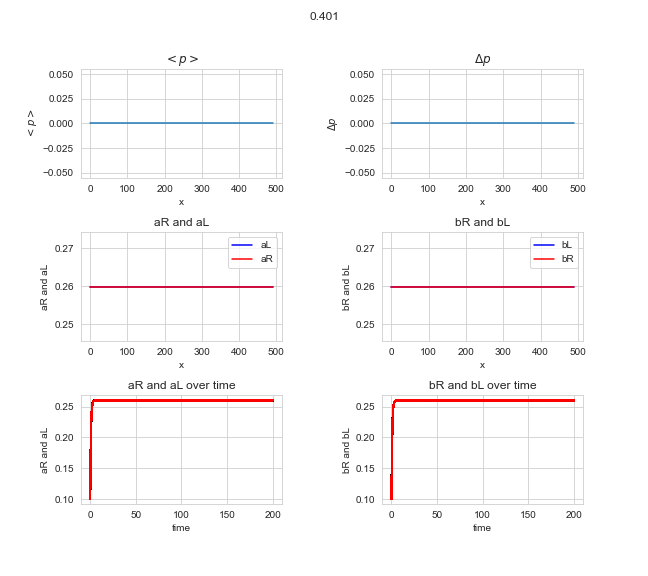 0.401
< p >
Δp
0.050
0.025
0.000
−0.025
−0.050
< p >
0 100 200 300 400 500
x
0.050
0.025
0.000
−0.025
−0.050
Δp
0 100 200 300 400 500
x
aR and aL
bR and bL
0.27
0.26
0.25
aR and aL
aL
aR
0 100 200 300 400 500
x
0.27
0.26
0.25
bR and bL
bL
bR
0 100 200 300 400 500
x
aR and aL over time
bR and bL over time
0.25
0.20
0.15
0.10
aR and aL
0 50 100 150 200
time
0.25
0.20
0.15
0.10
bR and bL
0 50 100 150 200
time